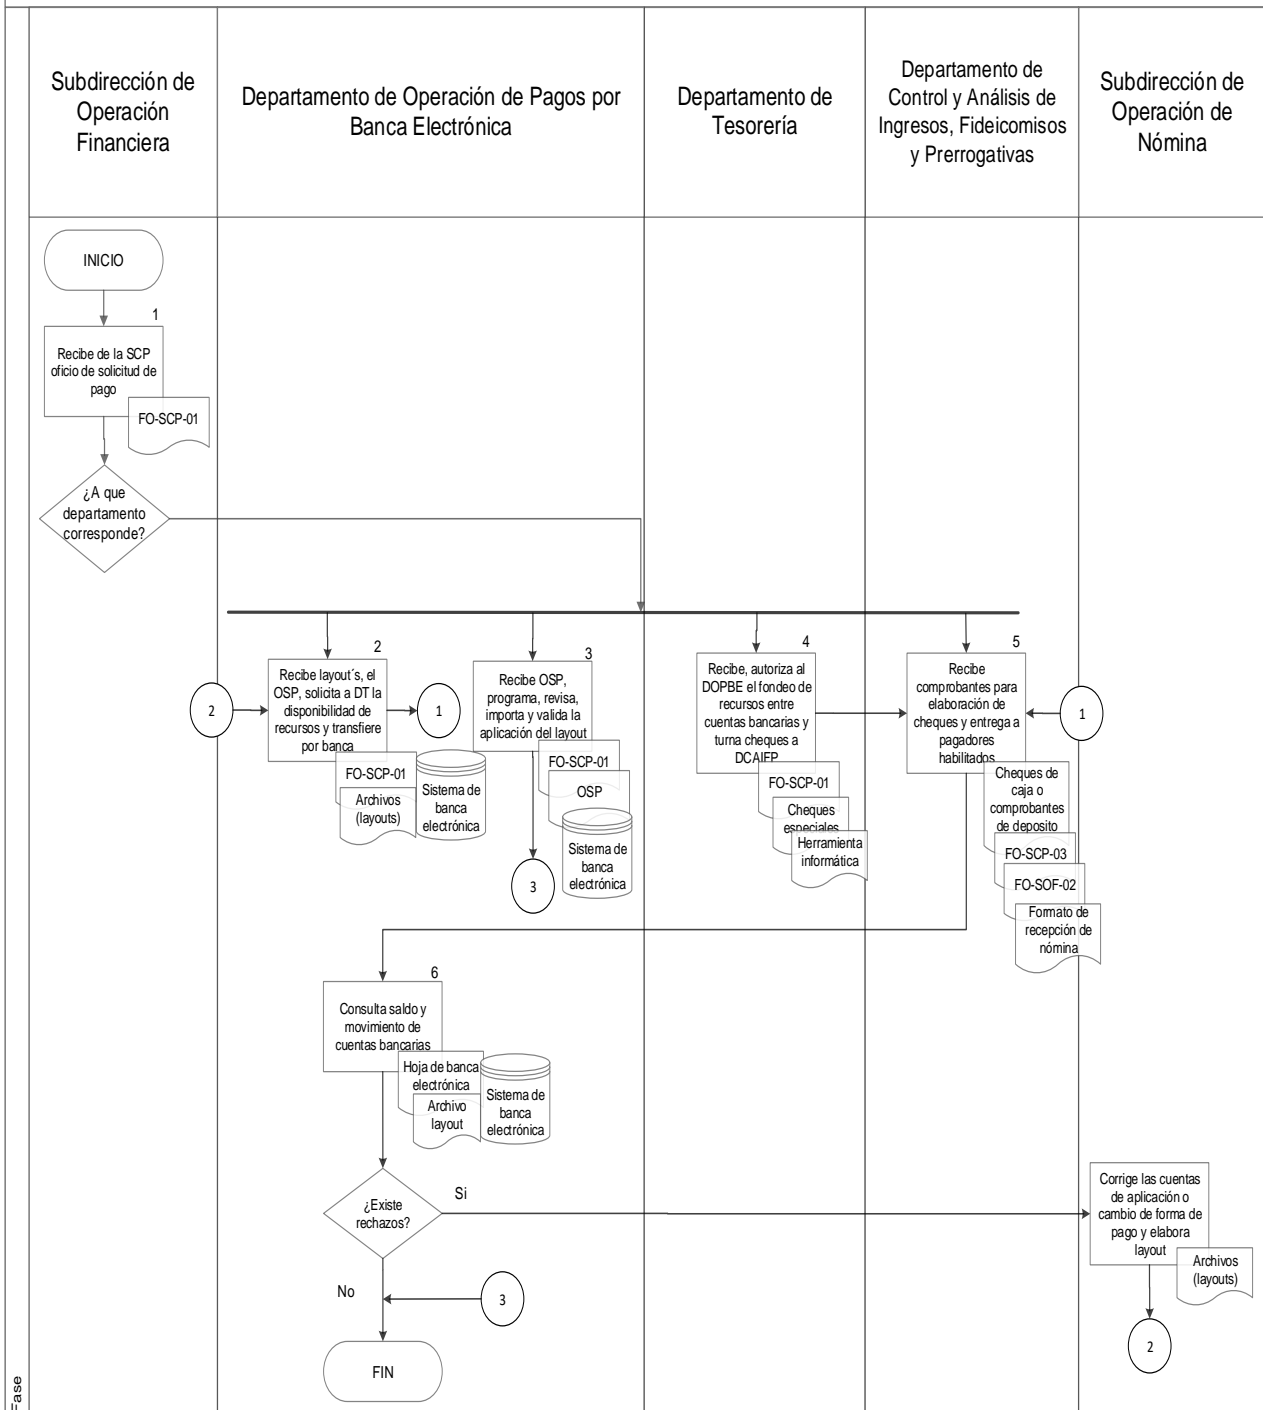 Subdirección de
Operación
Financiera
Departamento de Operación de Pagos por
Banca Electrónica
Departamento de
Tesorería
Departamento de
Control y Análisis de
Ingresos, Fideicomisos
y Prerrogativas
Subdirección de
Operación de
Nómina
INICIO
1
Recibe de la SCP
oficio de solicitud de
pago
FO-SCP-01
¿A que
departamento
corresponde?
2
Recibe layout´s, el
OSP, solicita a DT la
disponibilidad de
recursos y transfiere
por banca
FO-SCP-01
Archivos
(layouts)
Sistema de
banca
electrónica
2
1
3
Recibe OSP,
programa, revisa,
importa y valida la
aplicación del layout
FO-SCP-01
OSP
Sistema de
banca
electrónica
3
4
Recibe, autoriza al
DOPBE el fondeo de
recursos entre
cuentas bancarias y
turna cheques a
DCAIFP
FO-SCP-01
Cheques
especiales
Herramienta
informática
5
Recibe
comprobantes para
elaboración de
cheques y entrega a
pagadores
habilitados
1
Cheques de
caja o
comprobantes
de deposito
FO-SCP-03
FO-SOF-02
Formato de
recepción de
nómina
6
Consulta saldo y
movimiento de
cuentas bancarias
Hoja de banca
electrónica
Archivo
layout
Sistema de
banca
electrónica
¿Existe
rechazos?
Si
Corrige las cuentas
de aplicación o
cambio de forma de
pago y elabora
layout
Archivos
(layouts)
2
No
3
FIN
Fase